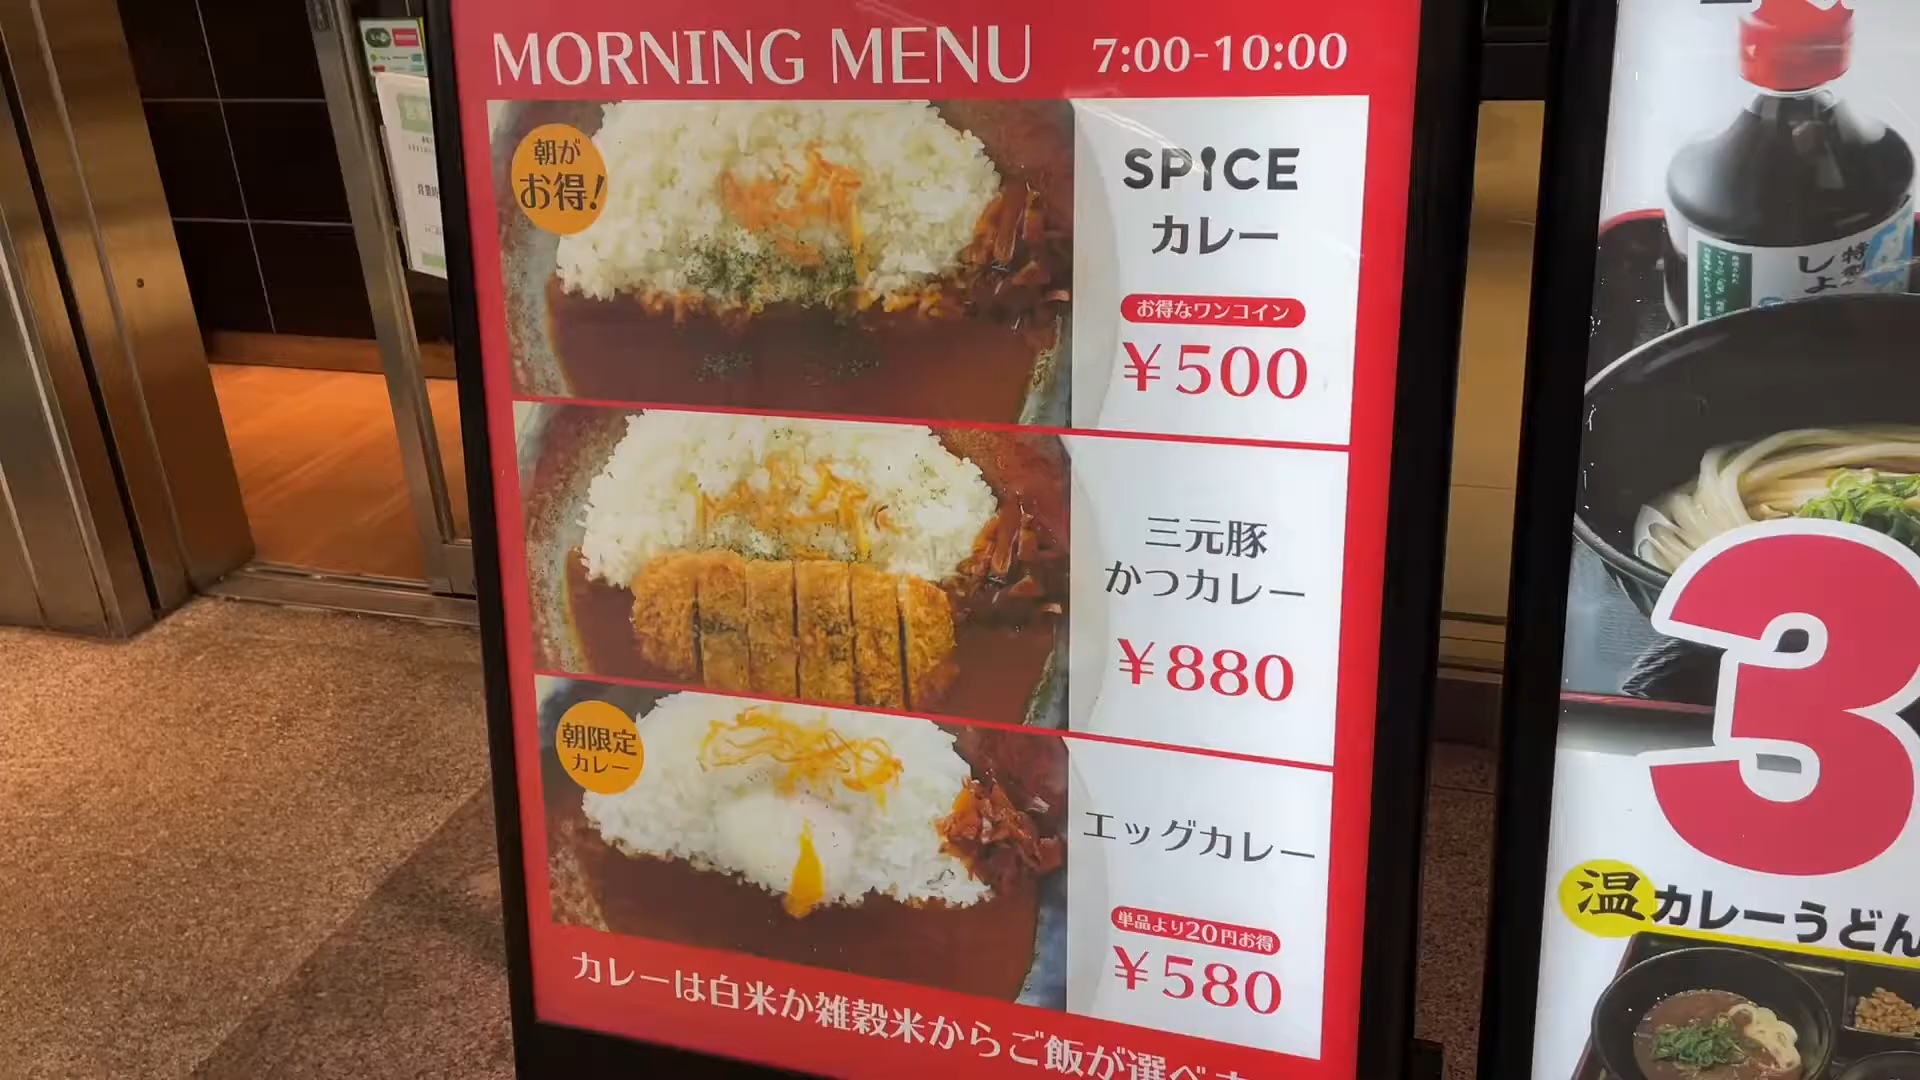 MORNING MENU 7:00-10:00
朝が
お得!
SPICE
カレー
お得なワンコイン
¥500
三元豚
かつカレー
¥880
朝限定
カレー
エッグカレー
単品より20円お得
¥580
カレーは白米か雑穀米からご飯が選べ
特製
しょ
3
温 カレーうどん